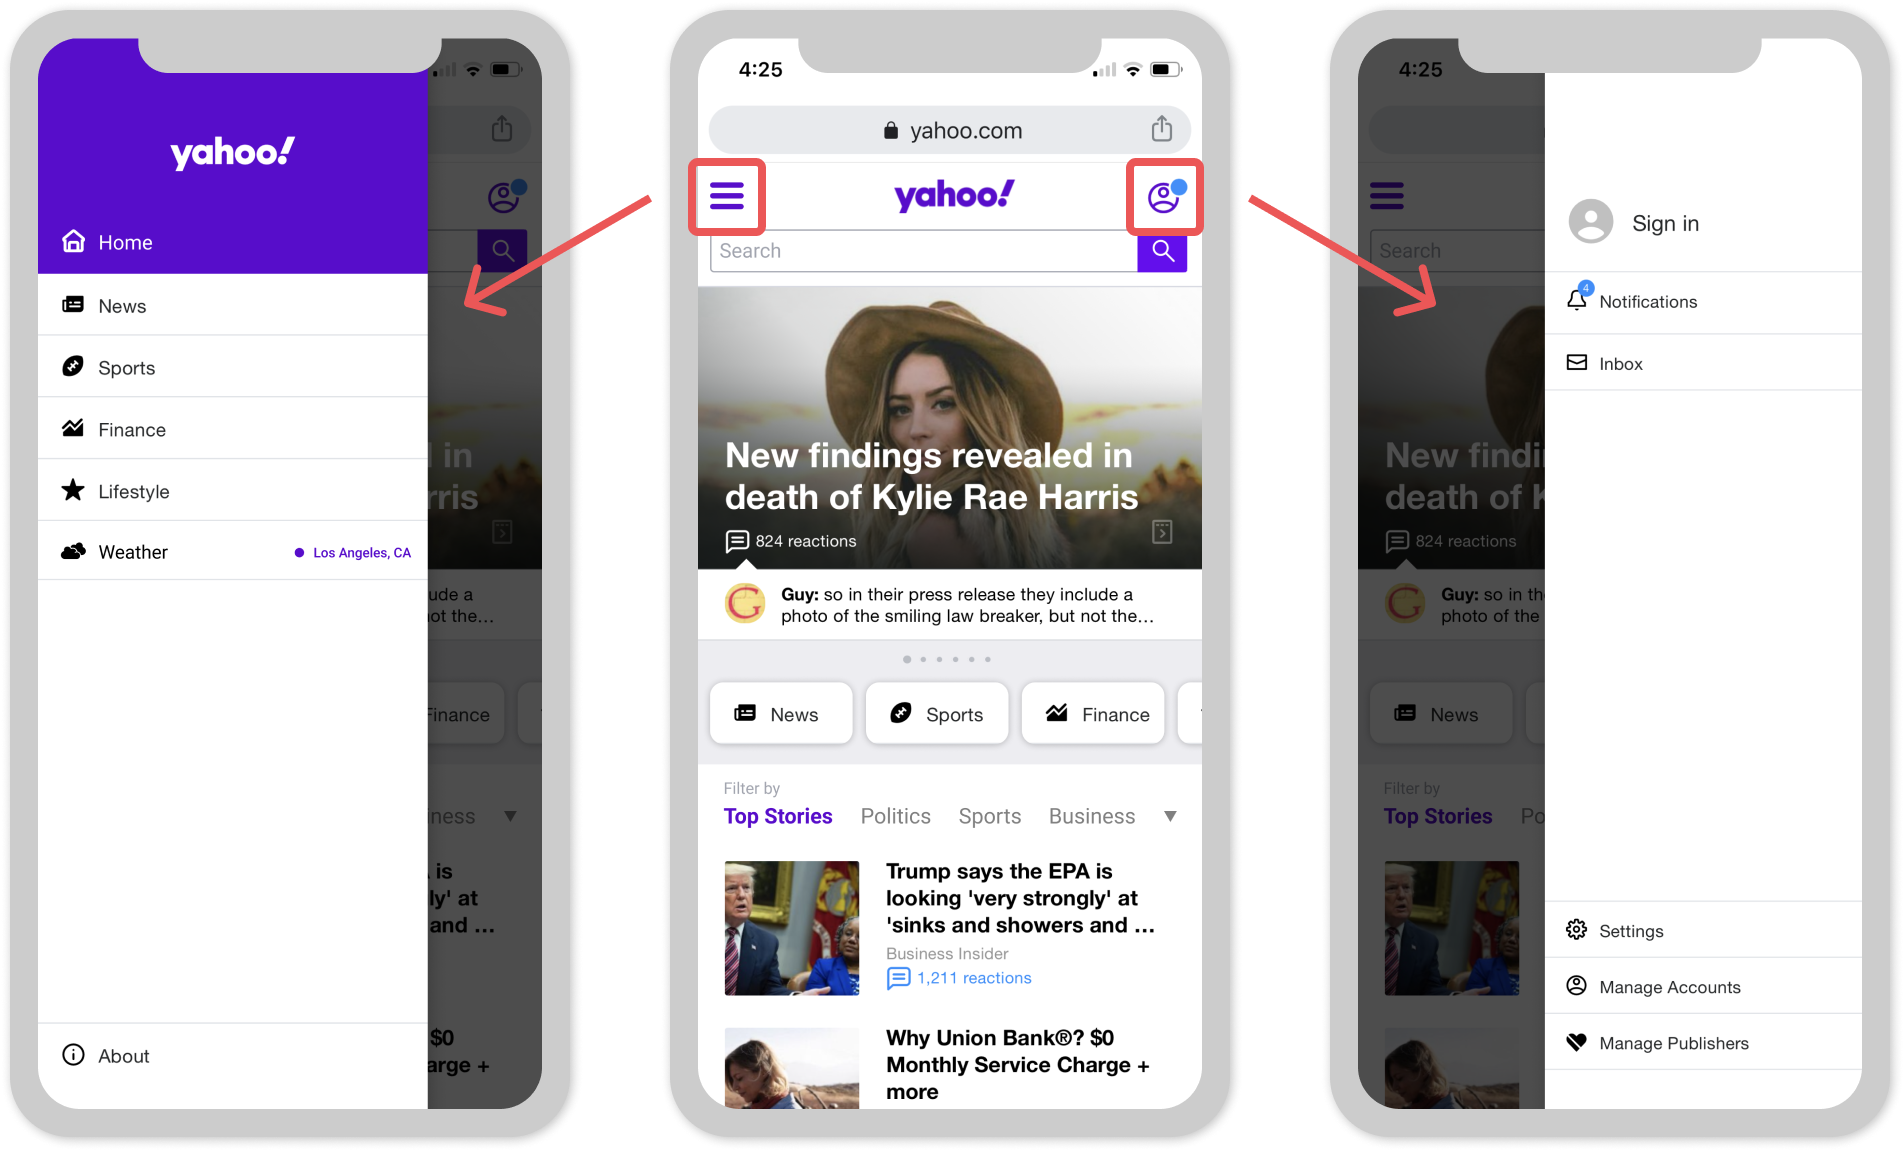 yahoo!
Home
News
Sports
Finance
Lifestyle
Weather
Los Angeles, CA
About
in
rris
ude a
ot the...
Finance
ness
is
ly' at
and ...
$0
arge +
4:25
yahoo.com
yahoo!
Search
New findings revealed in
death of Kylie Rae Harris
824 reactions
G
Guy: so in their press release they include a
photo of the smiling law breaker, but not the...
News
Sports
Finance
Filter by
Top Stories
Politics
Sports
Business
Trump says the EPA is
looking 'very strongly' at
'sinks and showers and ...
Business Insider
1,211 reactions
Why Union Bank®? $0
Monthly Service Charge +
more
4:25
Search
New findi
death of K
824 reactions
G
Guy: so in th
photo of the
News
Filter by
Top Stories
Po
Sign in
4
Notifications
Inbox
Settings
Manage Accounts
Manage Publishers